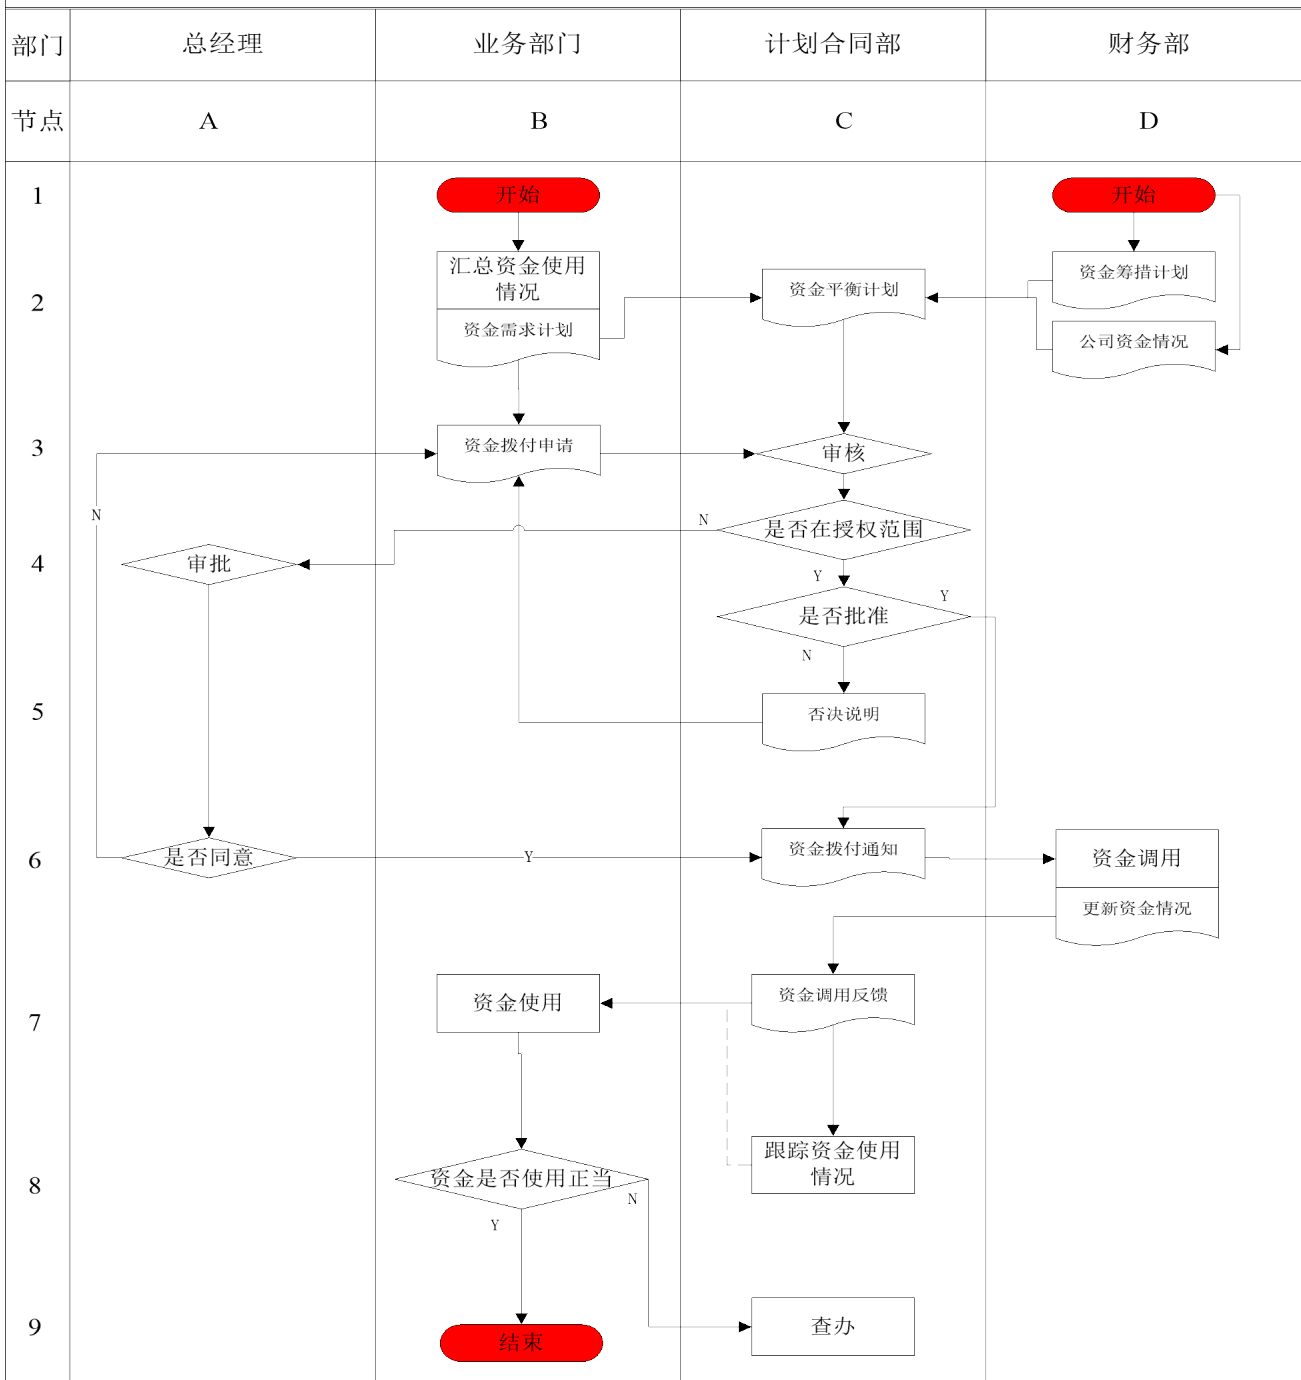 部门 总经理 业务部门 计划合同部 财务部
节点 A B C D
1 开始 开始
汇总资金使用
情况
资金筹措计划
2 资金平衡计划
资金需求计划
公司资金情况
3 资金拨付申请 审核
N N 是否在授权范围
4 审批
Y Y
是否批准
N
5 否决说明
6 是否同意 Y 资金拨付通知 资金调用
更新资金情况
7 资金使用 资金调用反馈
跟踪资金使用
情况
8 资金是否使用正当 N
Y
9 结束 查办